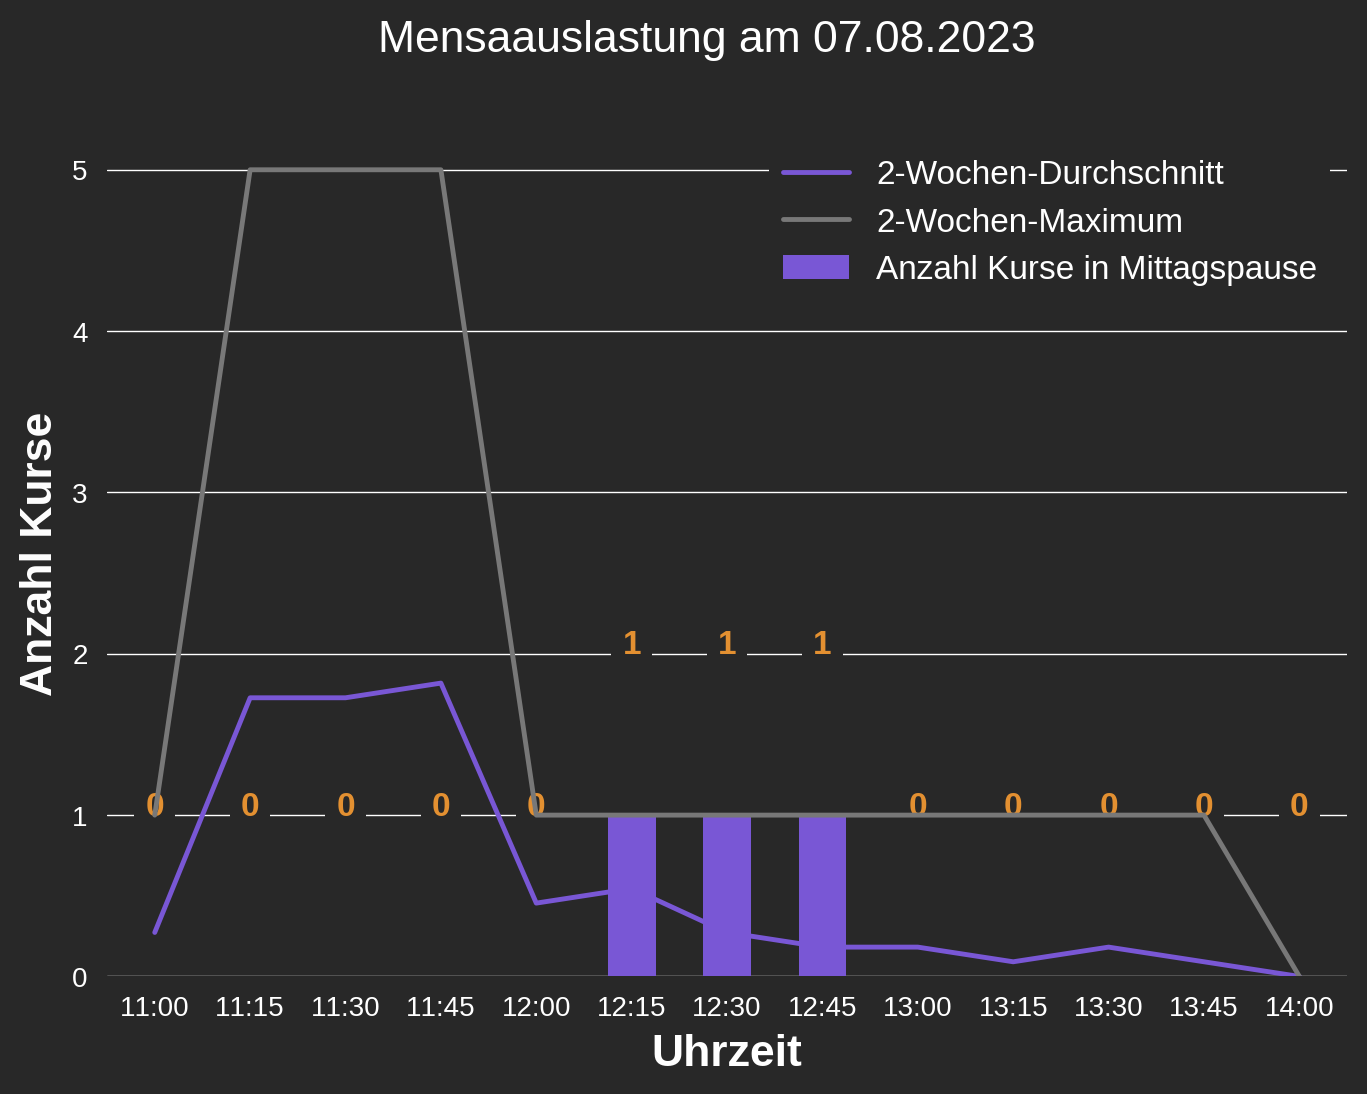 Mensaauslastung am 07.08.2023
2-Wochen-Durchschnitt
2-Wochen-Maximum
Anzahl Kurse in Mittagspause
Anzahl Kurse
5
4
3
2
1
0
1 1 1
0 0 0 0 0 0 0 0 0 0
11:00 11:15 11:30 11:45 12:00 12:15 12:30 12:45 13:00 13:15 13:30 13:45 14:00
Uhrzeit